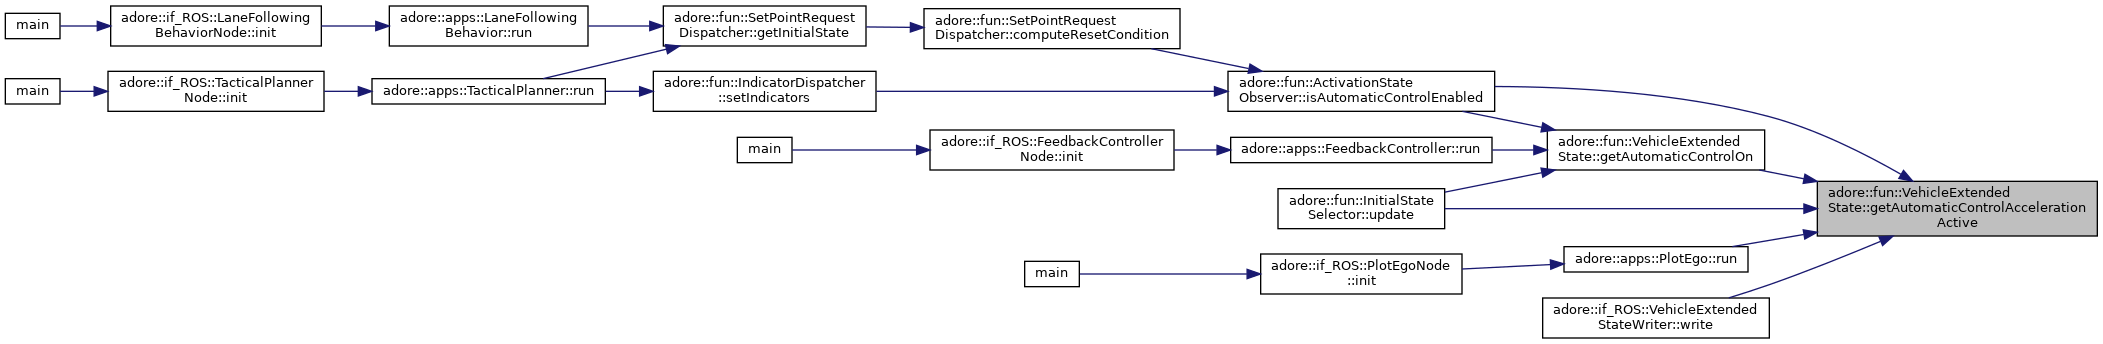 main
adore::if_ROS::LaneFollowing
BehaviorNode::init
adore::apps::LaneFollowing
Behavior::run
adore::fun::SetPointRequest
Dispatcher::getInitialState
adore::fun::SetPointRequest
Dispatcher::computeResetCondition
main
adore::if_ROS::TacticalPlanner
Node::init
adore::apps::TacticalPlanner::run
adore::fun::IndicatorDispatcher
::setIndicators
adore::fun::ActivationState
Observer::isAutomaticControlEnabled
main
adore::if_ROS::FeedbackController
Node::init
adore::apps::FeedbackController::run
adore::fun::VehicleExtended
State::getAutomaticControlOn
adore::fun::InitialState
Selector::update
adore::fun::VehicleExtended
State::getAutomaticControlAcceleration
Active
main
adore::if_ROS::PlotEgoNode
::init
adore::apps::PlotEgo::run
adore::if_ROS::VehicleExtended
StateWriter::write